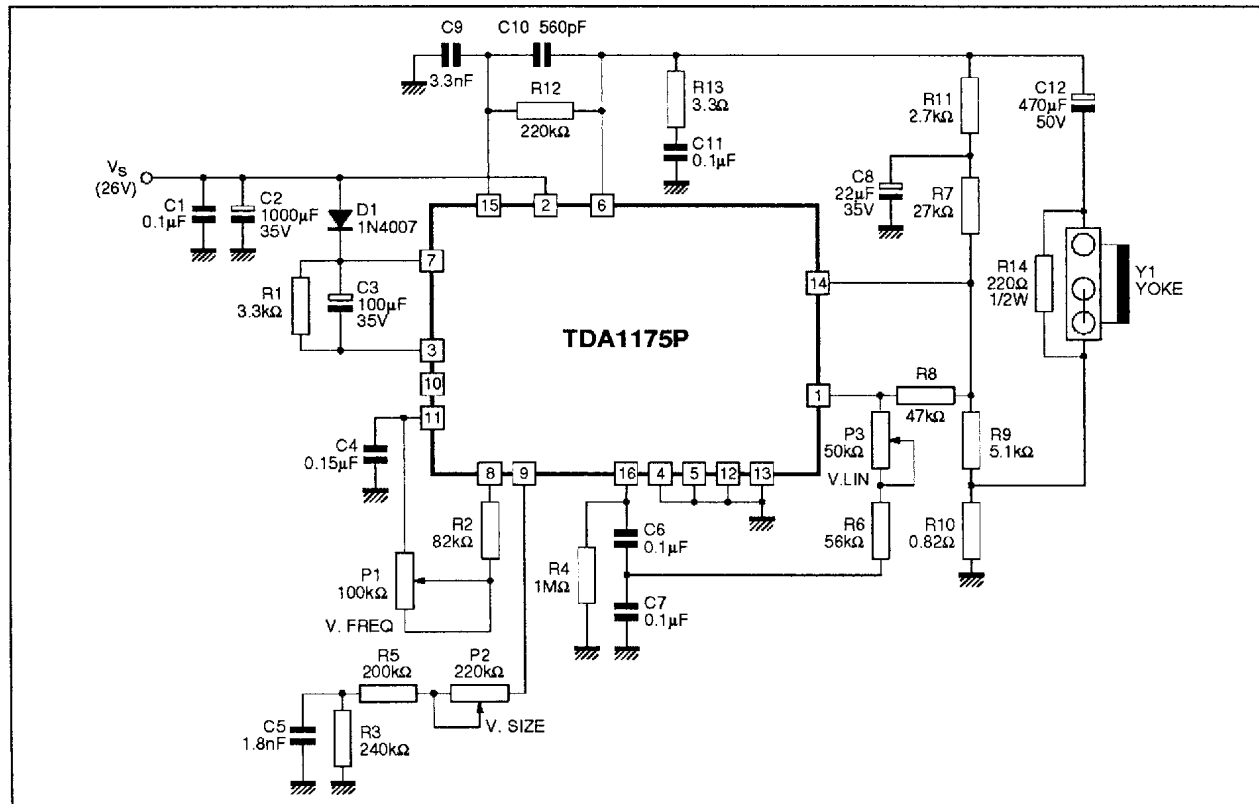 C9
3.3nF
C10 560pF
R12
220kΩ
R13
3.3Ω
C11
0.1µF
R11
2.7kΩ
C12
470µF
50V
VS
(26V)
C1
0.1µF
C2
1000µF
35V
D1
1N4007
C8
22µF
35V
R7
27kΩ
15
2
6
7
R1
3.3kΩ
C3
100µF
35V
14
R14
220Ω
1/2W
Y1
YOKE
TDA1175P
3
10
11
1
R8
47kΩ
C4
0.15µF
P3
50kΩ
V.LIN
R9
5.1kΩ
8
9
16
4
5
12
13
R2
82kΩ
C6
0.1µF
R6
56kΩ
R10
0.82Ω
P1
100kΩ
V. FREQ
R4
1MΩ
C7
0.1µF
R5
200kΩ
P2
220kΩ
V. SIZE
C5
1.8nF
R3
240kΩ